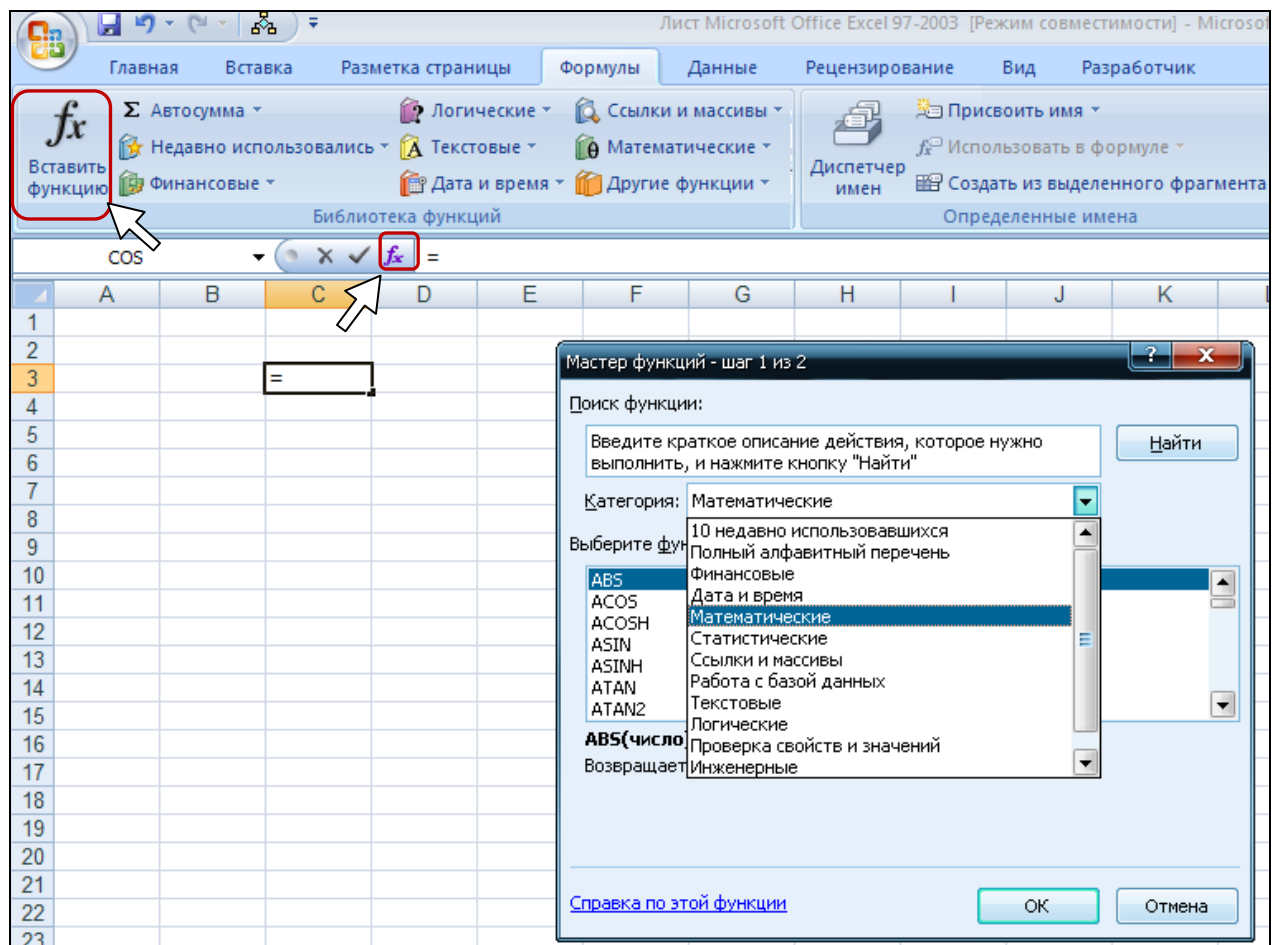 Лист Microsoft Office Excel 97-2003 [Режим совместимости] - Microsof
Главная Вставка Разметка страницы Формулы Данные Рецензирование Вид Разработчик
fx Вставить функцию
Σ Автосумма
Недавно использовались
Финансовые
Логические
Текстовые
Дата и время
Ссылки и массивы
Математические
Другие функции
Библиотека функций
Диспетчер имен
Присвоить имя
Использовать в формуле
Создать из выделенного фрагмента
Определенные имена
COS fx =
A B C D E F G H I J K L
1
2
3 =
4
5
6
7
8
9
10
11
12
13
14
15
16
17
18
19
20
21
22
23
Мастер функций - шаг 1 из 2 ? X
Поиск функции:
Введите краткое описание действия, которое нужно
выполнить, и нажмите кнопку "Найти"
Найти
Категория: Математические
10 недавно использовавшихся
Полный алфавитный перечень
Финансовые
Дата и время
Математические
Статистические
Ссылки и массивы
Работа с базой данных
Текстовые
Логические
Проверка свойств и значений
Инженерные
Выберите фун
ABS
ACOS
ACOSH
ASIN
ASINH
ATAN
ATAN2
ABS(число)
Возвращает
Справка по этой функции
ОК Отмена